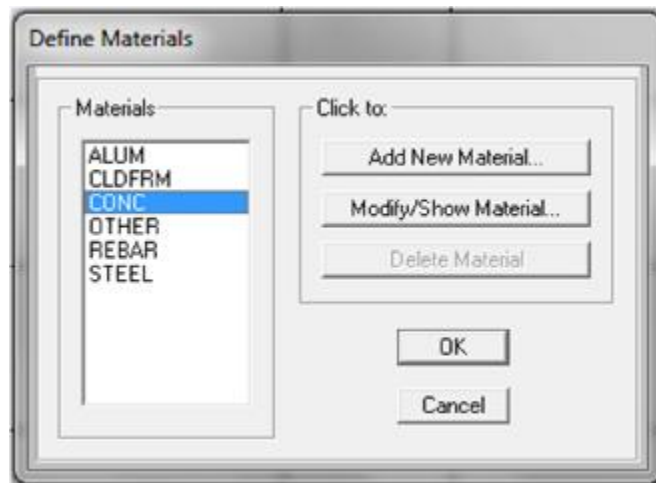 Define Materials
Materials
ALUM
CLDFRM
CONC
OTHER
REBAR
STEEL
Click to:
Add New Material...
Modify/Show Material...
Delete Material
OK
Cancel